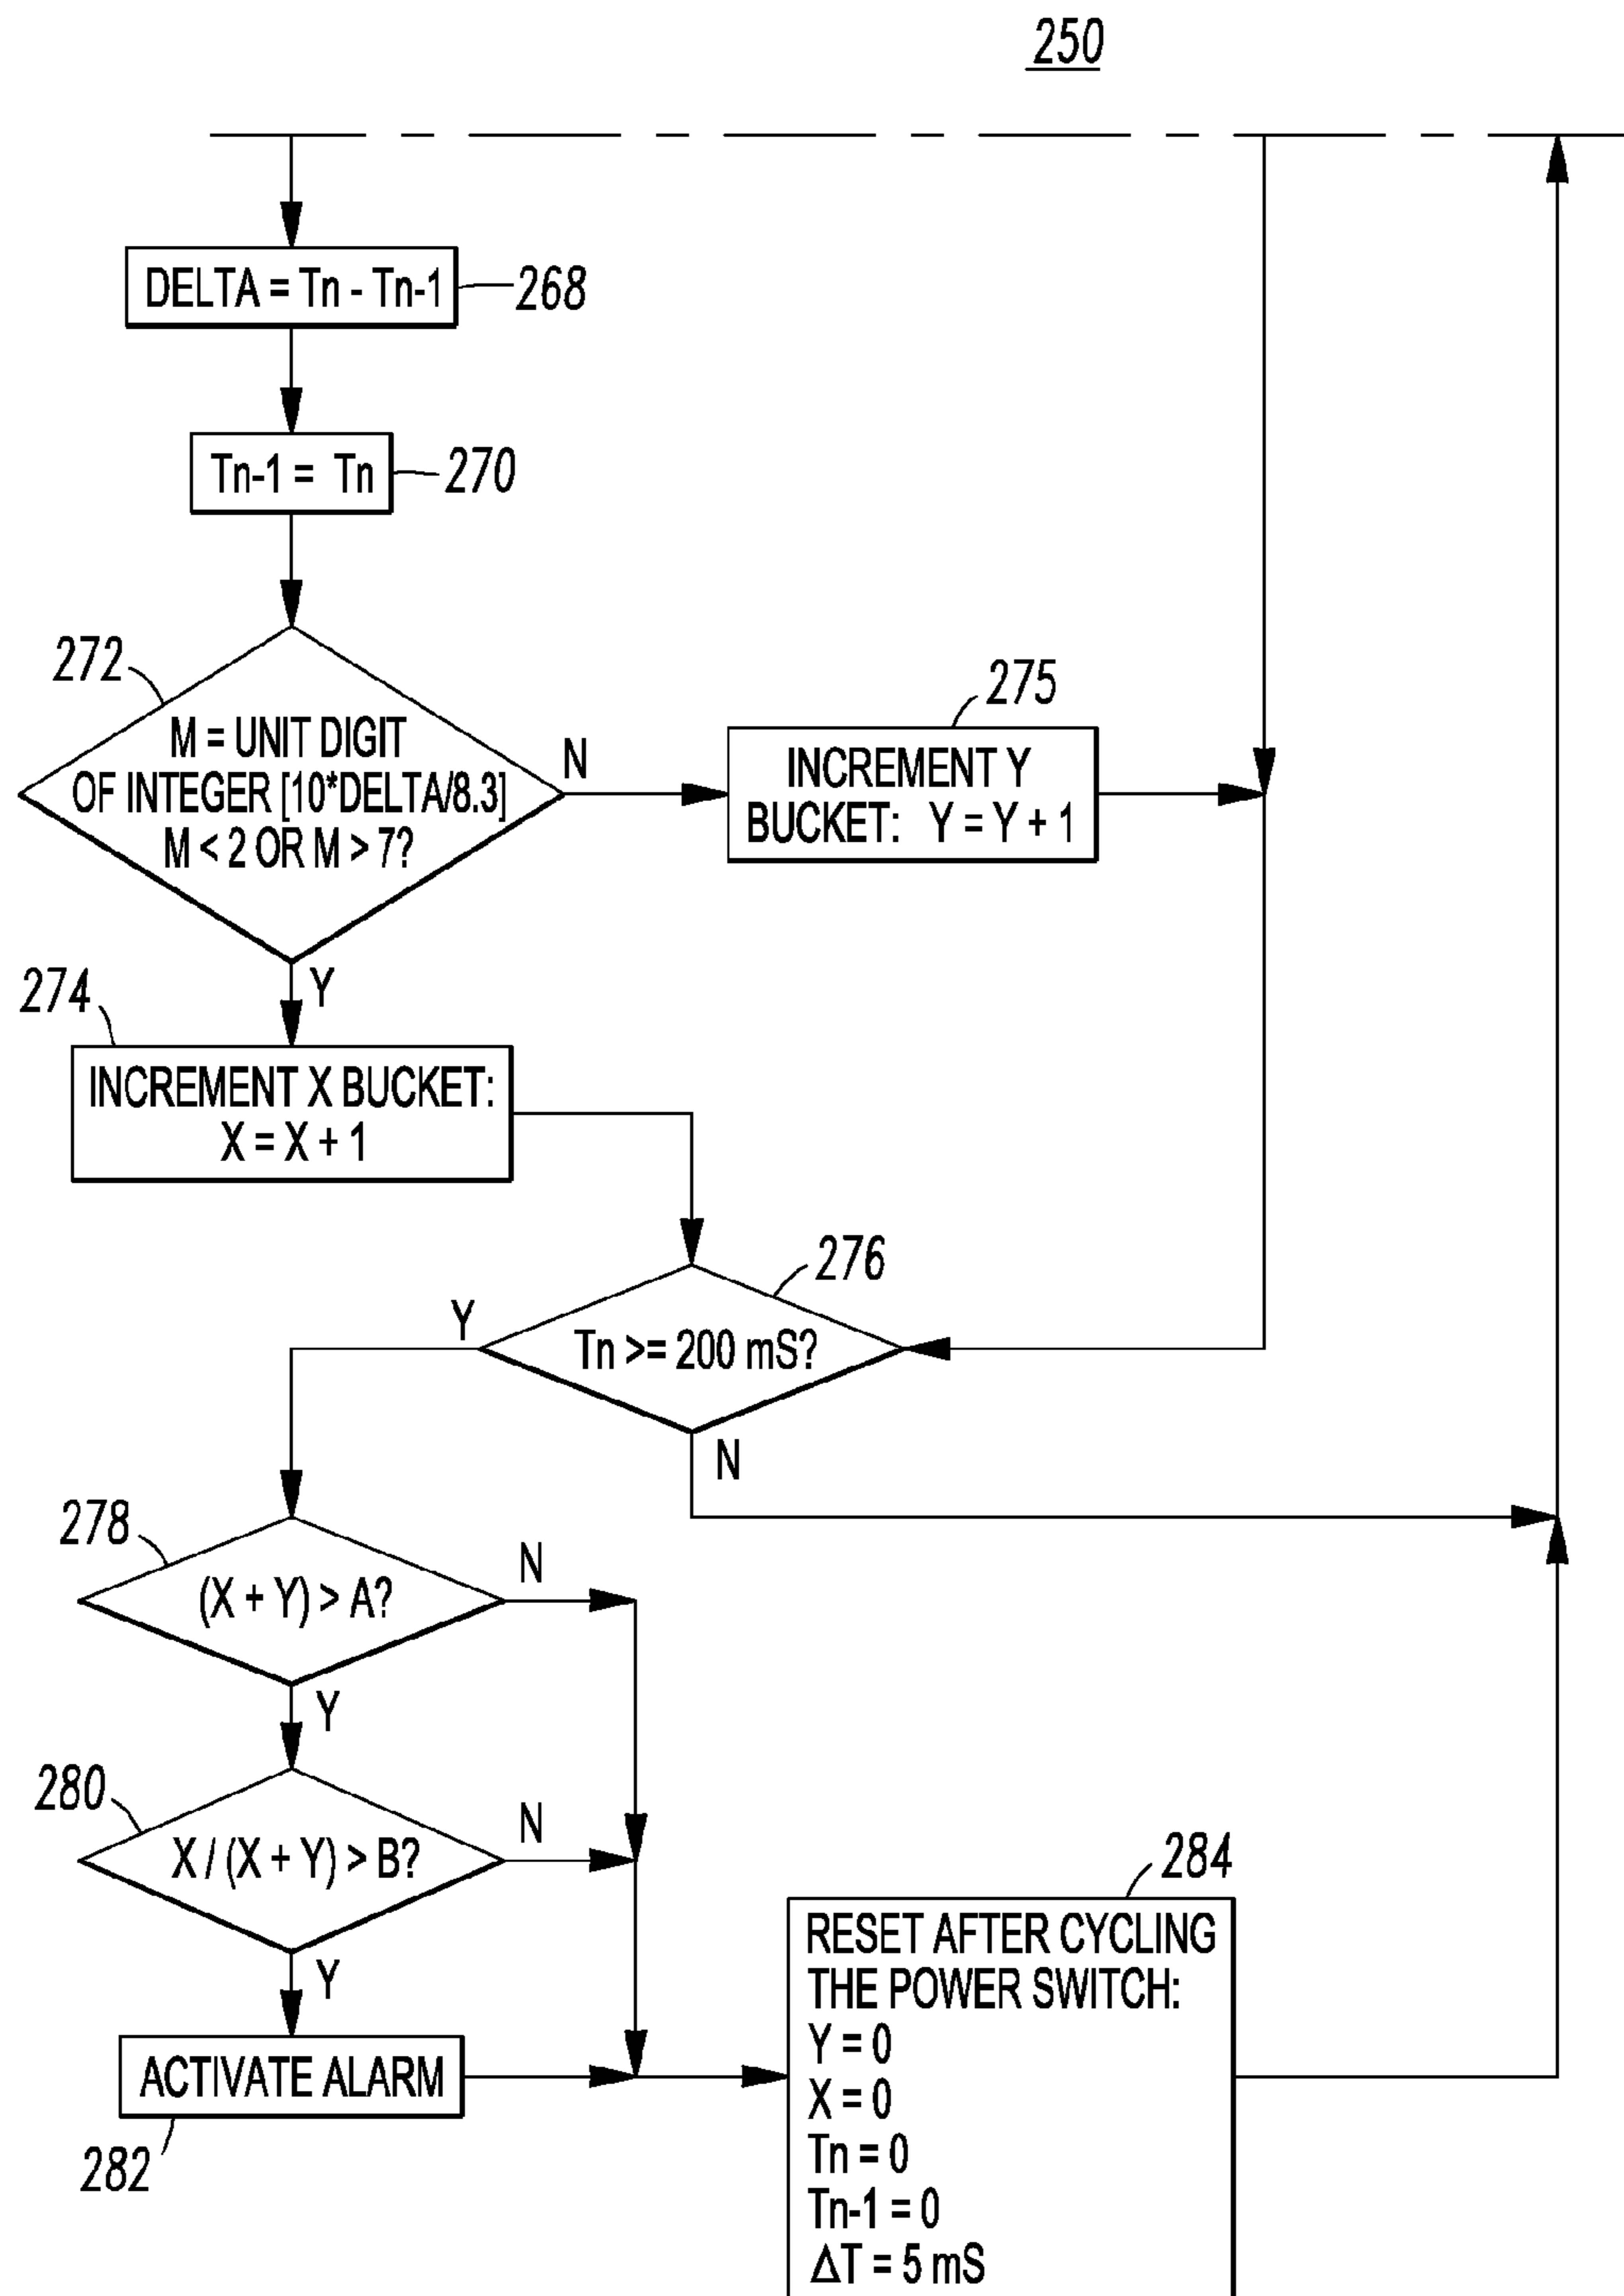 250
DELTA = Tn - Tn-1
268
Tn-1 = Tn
270
272
M = UNIT DIGIT
OF INTEGER [10*DELTA/8.3]
M < 2 OR M > 7?
N
275
INCREMENT Y
BUCKET: Y = Y + 1
Y
274
INCREMENT X BUCKET:
X = X + 1
276
Tn >= 200 mS?
Y
N
278
(X + Y) > A?
N
Y
280
X / (X + Y) > B?
N
Y
ACTIVATE ALARM
282
284
RESET AFTER CYCLING
THE POWER SWITCH:
Y = 0
X = 0
Tn = 0
Tn-1 = 0
ΔT = 5 mS